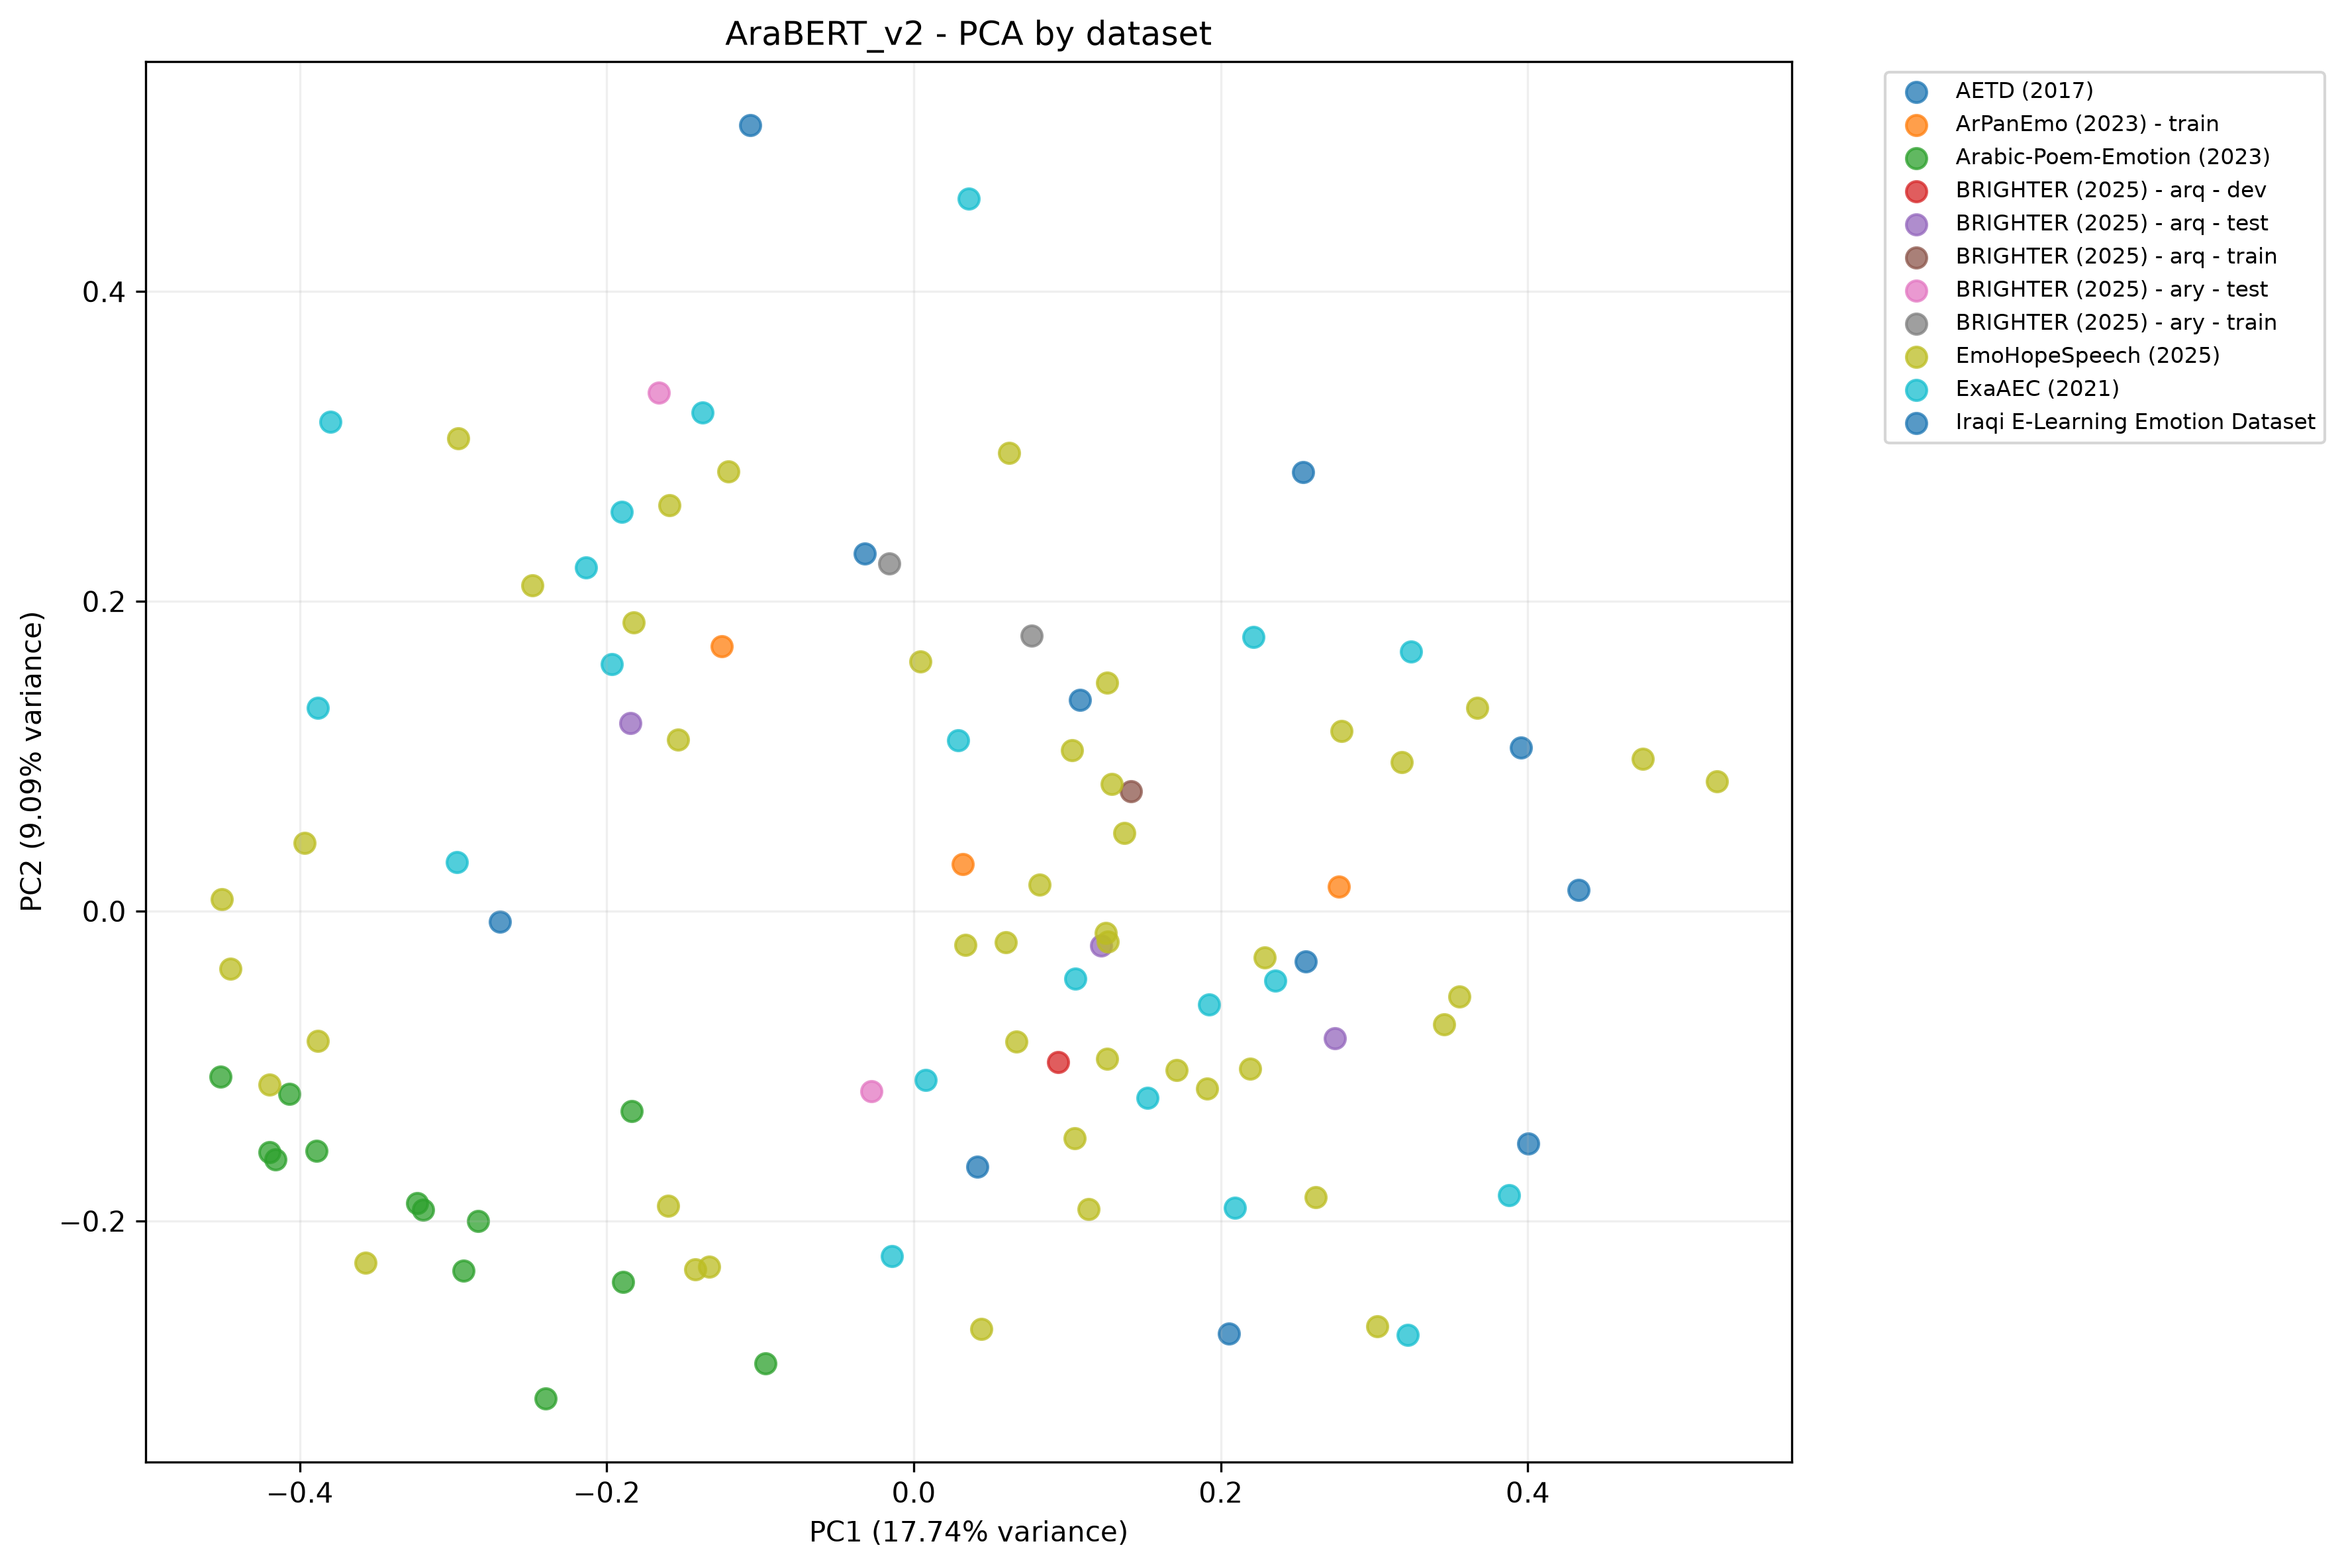 AraBERT_v2 - PCA by dataset
AETD (2017)
ArPanEmo (2023) - train
Arabic-Poem-Emotion (2023)
BRIGHTER (2025) - arq - dev
BRIGHTER (2025) - arq - test
BRIGHTER (2025) - arq - train
BRIGHTER (2025) - ary - test
BRIGHTER (2025) - ary - train
EmoHopeSpeech (2025)
ExaAEC (2021)
Iraqi E-Learning Emotion Dataset
PC2 (9.09% variance)
0.4
0.2
0.0
−0.2
−0.4
−0.2
0.0
0.2
0.4
PC1 (17.74% variance)